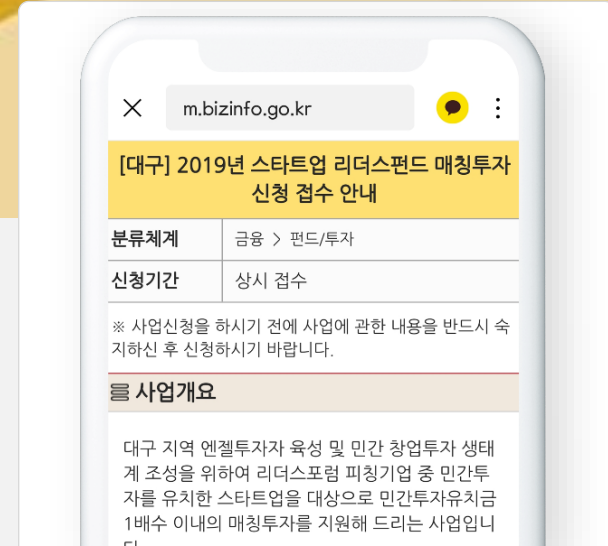 m.bizinfo.go.kr
[대구] 2019년 스타트업 리더스펀드 매칭투자
신청 접수 안내
분류체계 금융 > 펀드/투자
신청기간 상시 접수
※ 사업신청을 하시기 전에 사업에 관한 내용을 반드시 숙
지하신 후 신청하시기 바랍니다.
사업개요
대구 지역 엔젤투자자 육성 및 민간 창업투자 생태
계 조성을 위하여 리더스포럼 피칭기업 중 민간투
자를 유치한 스타트업을 대상으로 민간투자유치금
1배수 이내의 매칭투자를 지원해 드리는 사업입니